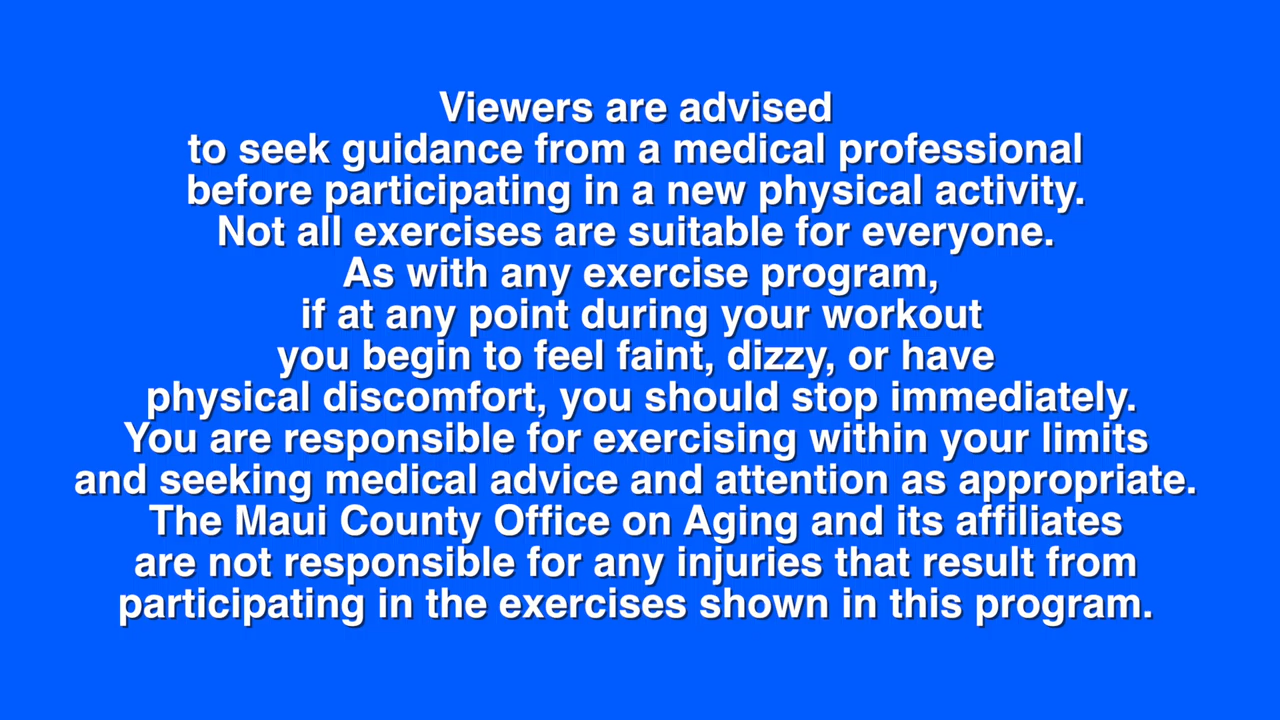 Viewers are advised
to seek guidance from a medical professional
before participating in a new physical activity.
Not all exercises are suitable for everyone.
As with any exercise program,
if at any point during your workout
you begin to feel faint, dizzy, or have
physical discomfort, you should stop immediately.
You are responsible for exercising within your limits
and seeking medical advice and attention as appropriate.
The Maui County Office on Aging and its affiliates
are not responsible for any injuries that result from
participating in the exercises shown in this program.